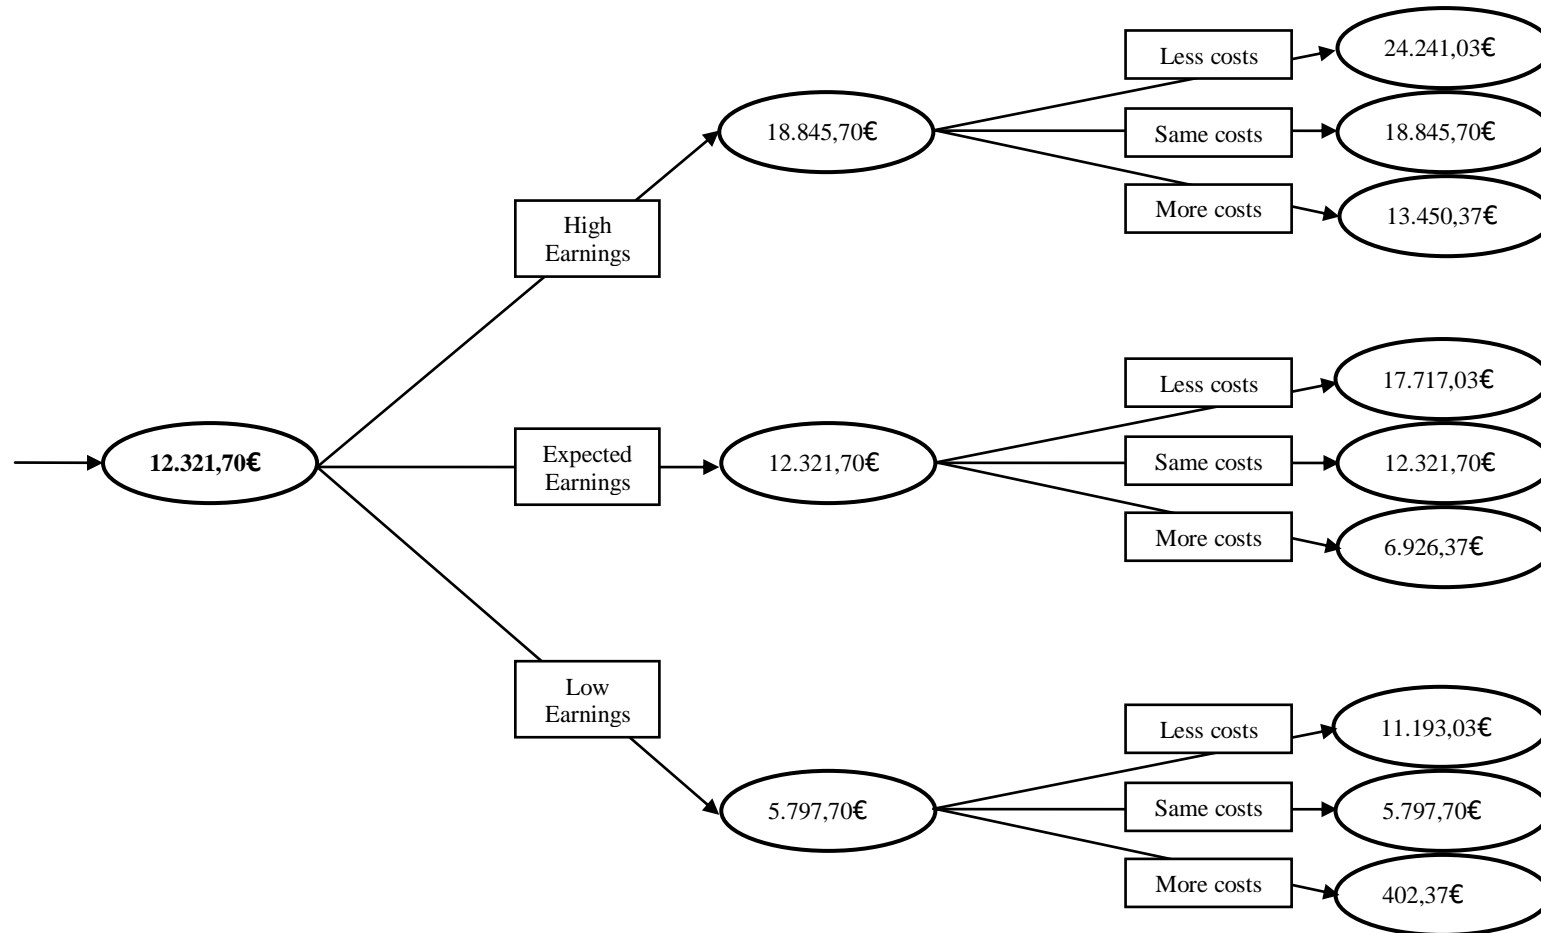 Less costs
24.241,03€
18.845,70€
Same costs
18.845,70€
More costs
13.450,37€
High
Earnings
Less costs
17.717,03€
12.321,70€
Expected
Earnings
12.321,70€
Same costs
12.321,70€
More costs
6.926,37€
Low
Earnings
Less costs
11.193,03€
5.797,70€
Same costs
5.797,70€
More costs
402,37€